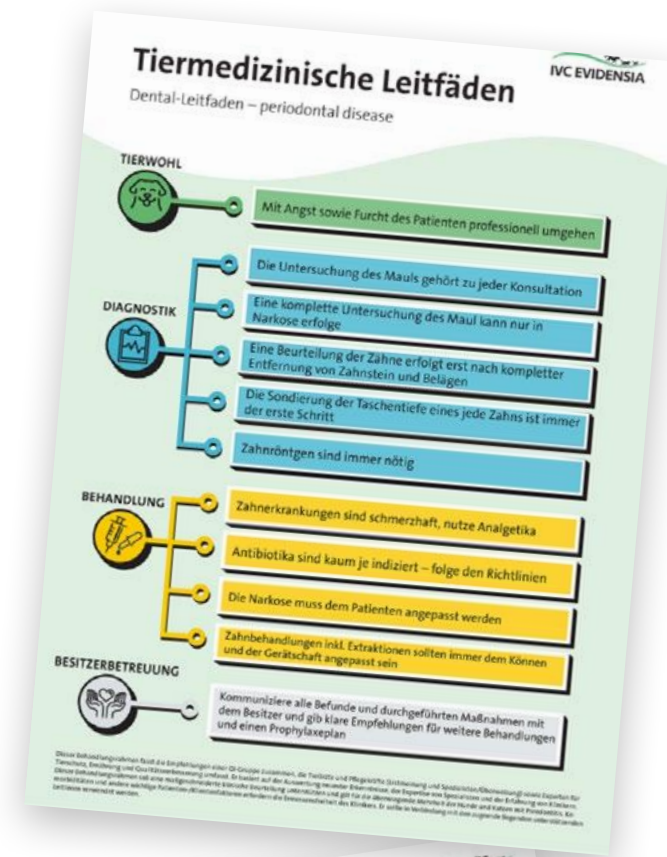 Tiermedizinische Leitfäden
IVC EVIDENSIA
Dental-Leitfaden – periodontal disease
TIERWOHL
Mit Angst sowie Furcht des Patienten professionell umgehen
DIAGNOSTIK
Die Untersuchung des Mauls gehört zu jeder Konsultation
Eine komplette Untersuchung des Maul kann nur in
Narkose erfolge
Eine Beurteilung der Zähne erfolgt erst nach kompletter
Entfernung von Zahnstein und Belägen
Die Sondierung der Taschentiefe eines jede Zahns ist immer
der erste Schritt
Zahnröntgen sind immer nötig
BEHANDLUNG
Zahnerkrankungen sind schmerzhaft, nutze Analgetika
Antibiotika sind kaum je indiziert – folge den Richtlinien
Die Narkose muss dem Patienten angepasst werden
Zahnbehandlungen inkl. Extraktionen sollten immer dem Können
und der Gerätschaft angepasst sein
BESITZERBETREUUNG
Kommuniziere alle Befunde und durchgeführten Maßnahmen mit
dem Besitzer und gib klare Empfehlungen für weitere Behandlungen
und einen Prophylaxeplan